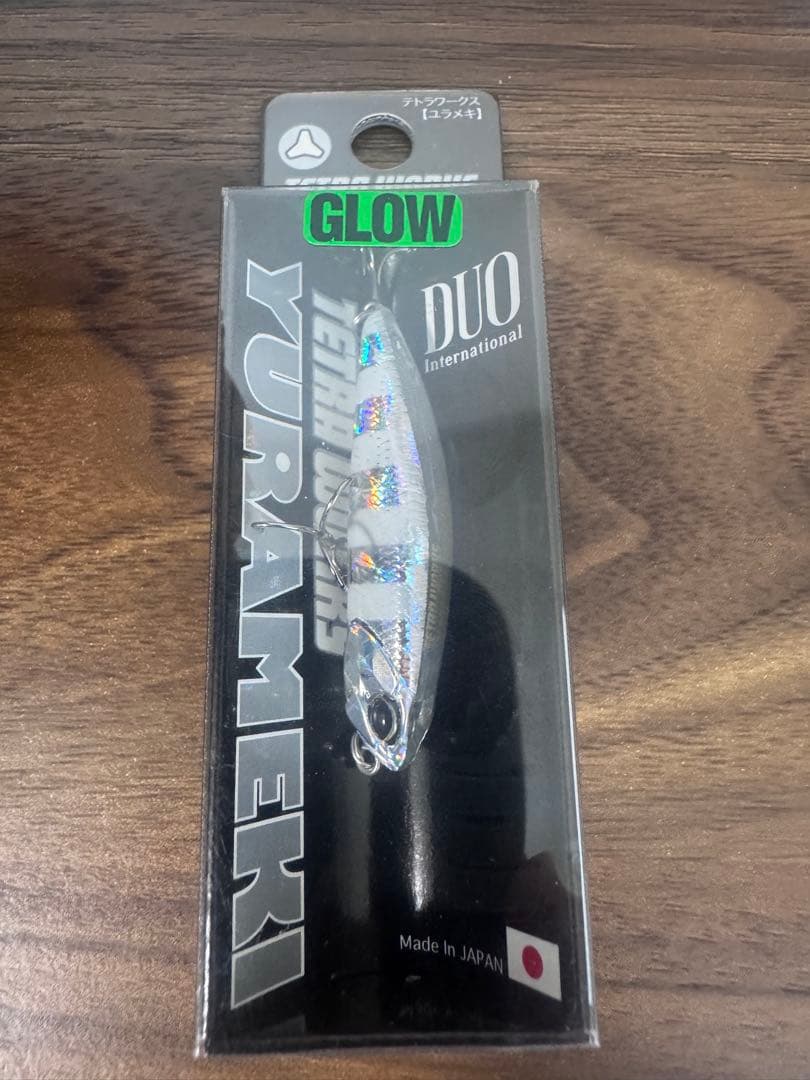 テトラワークス
【ユラメキ】
TETRA WORKS
GLOW
DUO
International
YURAMEKI
TETRA WORKS
Made In JAPAN